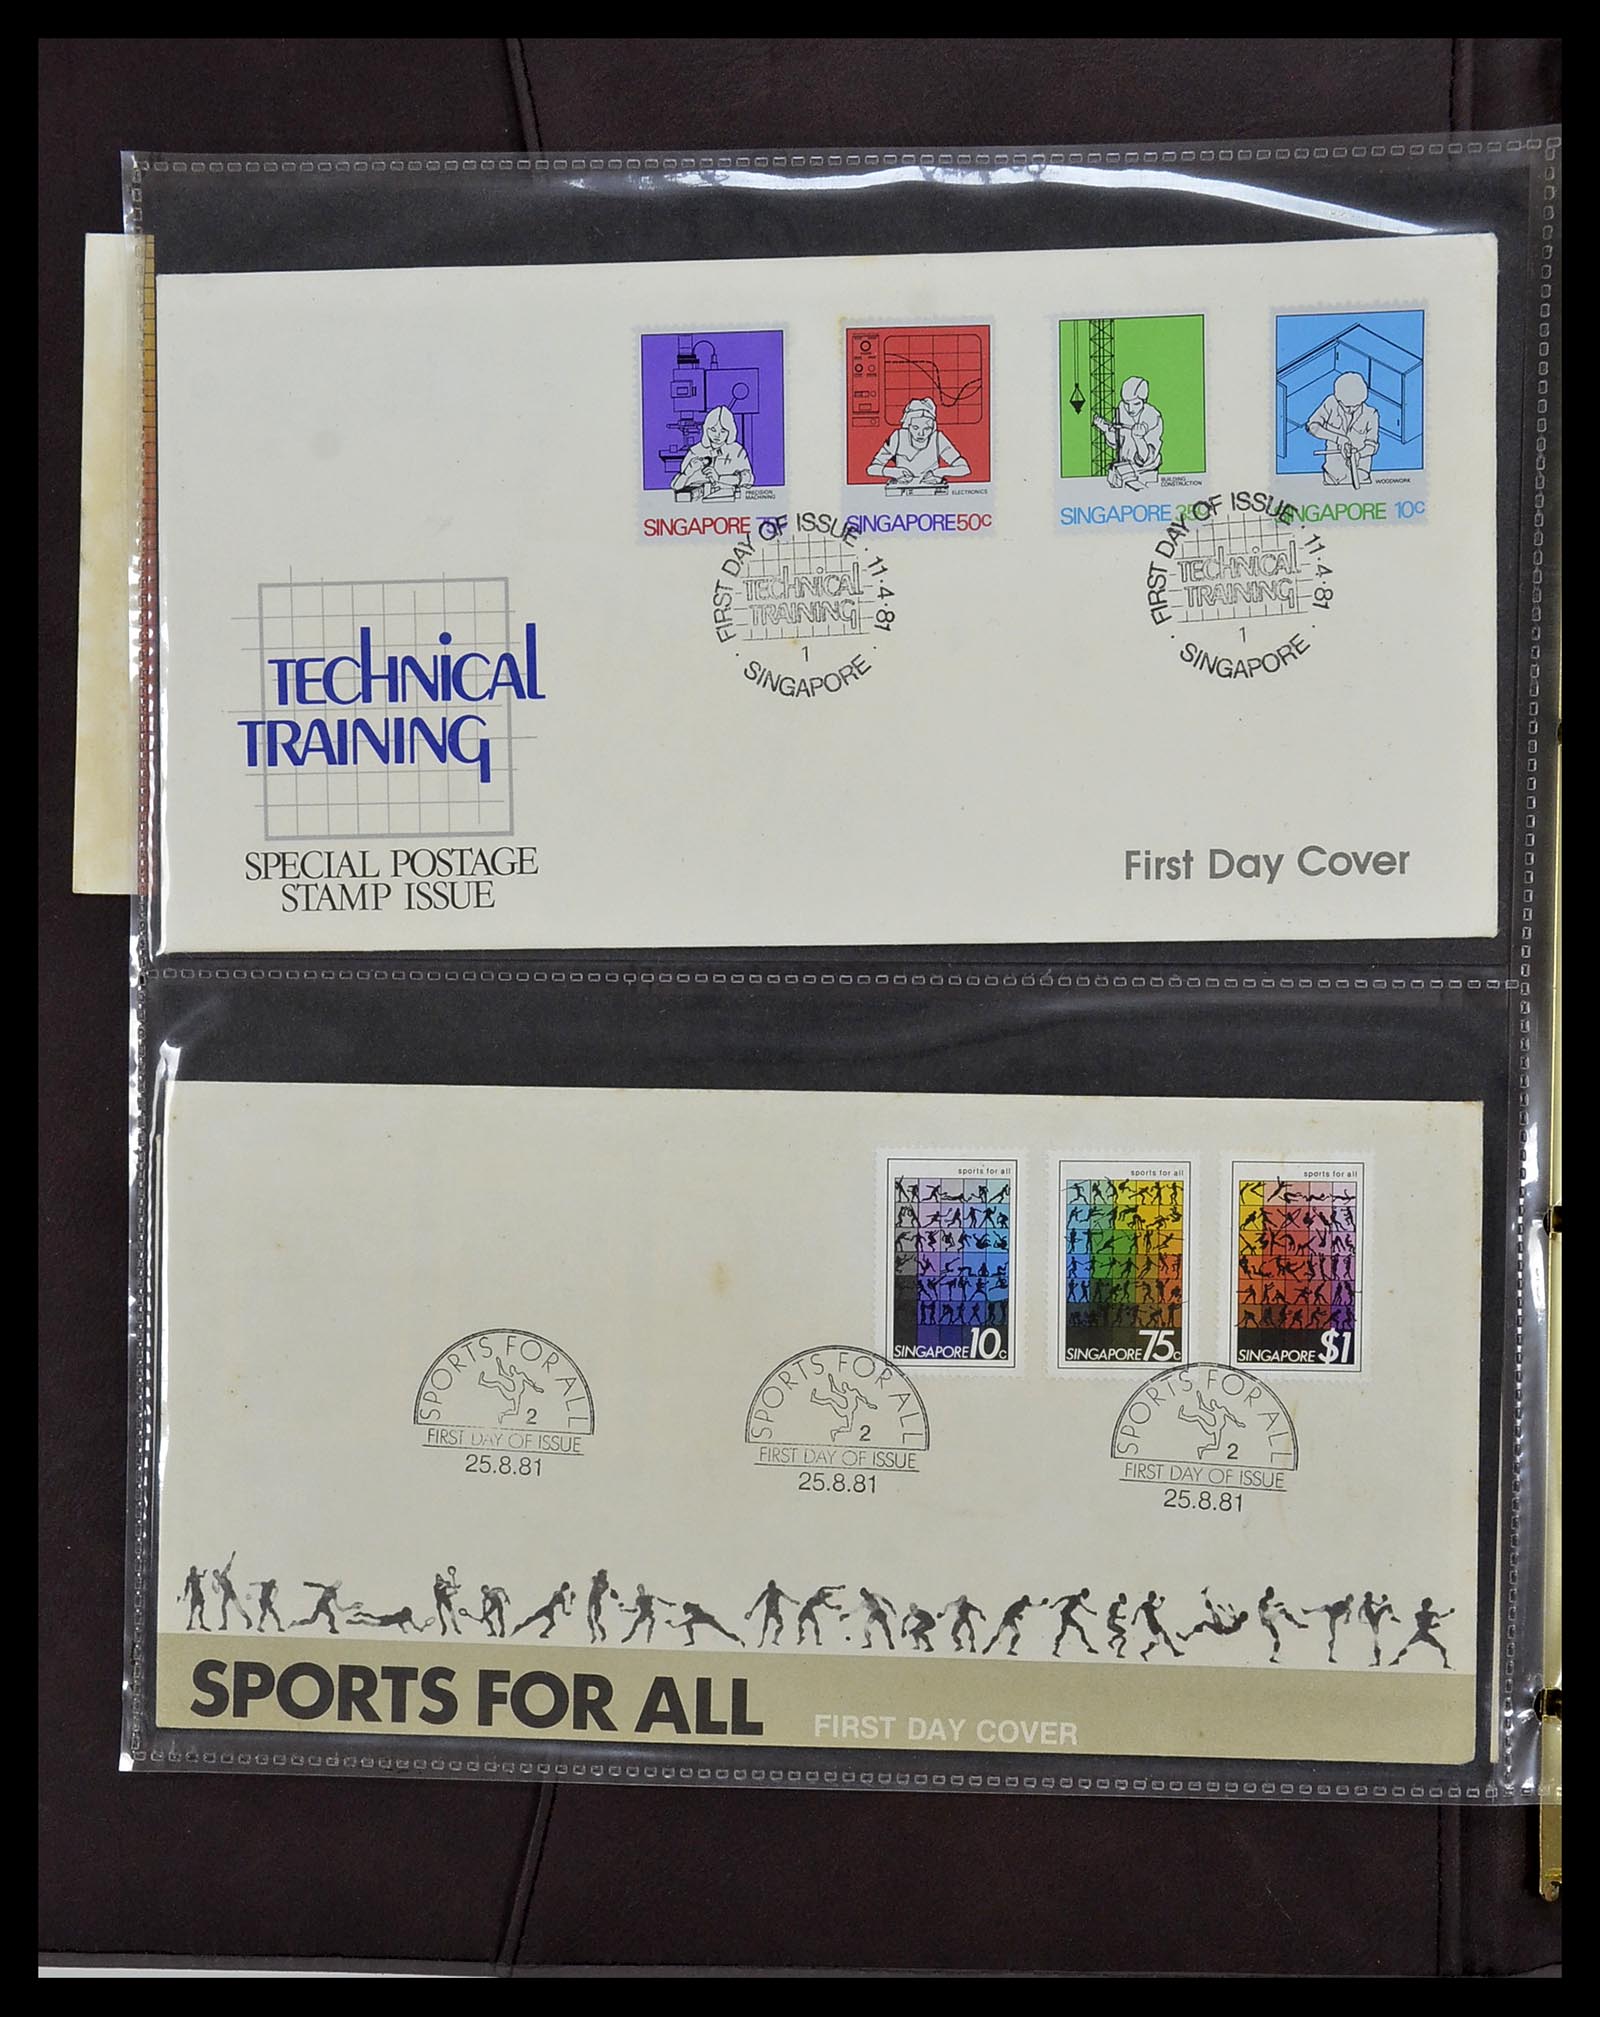 PRECISION
MACHINING
SINGAPORE 75c
ELECTRONICS
SINGAPORE50c
BUILDING
CONSTRUCTION
SINGAPORE 35c
WOODWORK
SINGAPORE 10c
FIRST DAY OF ISSUE · 11·4·81
TECHNICAL
TRAINING
1
· SINGAPORE ·
FIRST DAY OF ISSUE · 11·4·81
TECHNICAL
TRAINING
1
· SINGAPORE ·
TECHNICAL
TRAINING
SPECIAL POSTAGE
STAMP ISSUE
First Day Cover
sports for all
SINGAPORE 10c
sports for all
SINGAPORE 75c
sports for all
SINGAPORE $1
SPORTS FOR ALL
2
FIRST DAY OF ISSUE
25.8.81
SPORTS FOR ALL
2
FIRST DAY OF ISSUE
25.8.81
SPORTS FOR ALL
2
FIRST DAY OF ISSUE
25.8.81
SPORTS FOR ALL FIRST DAY COVER